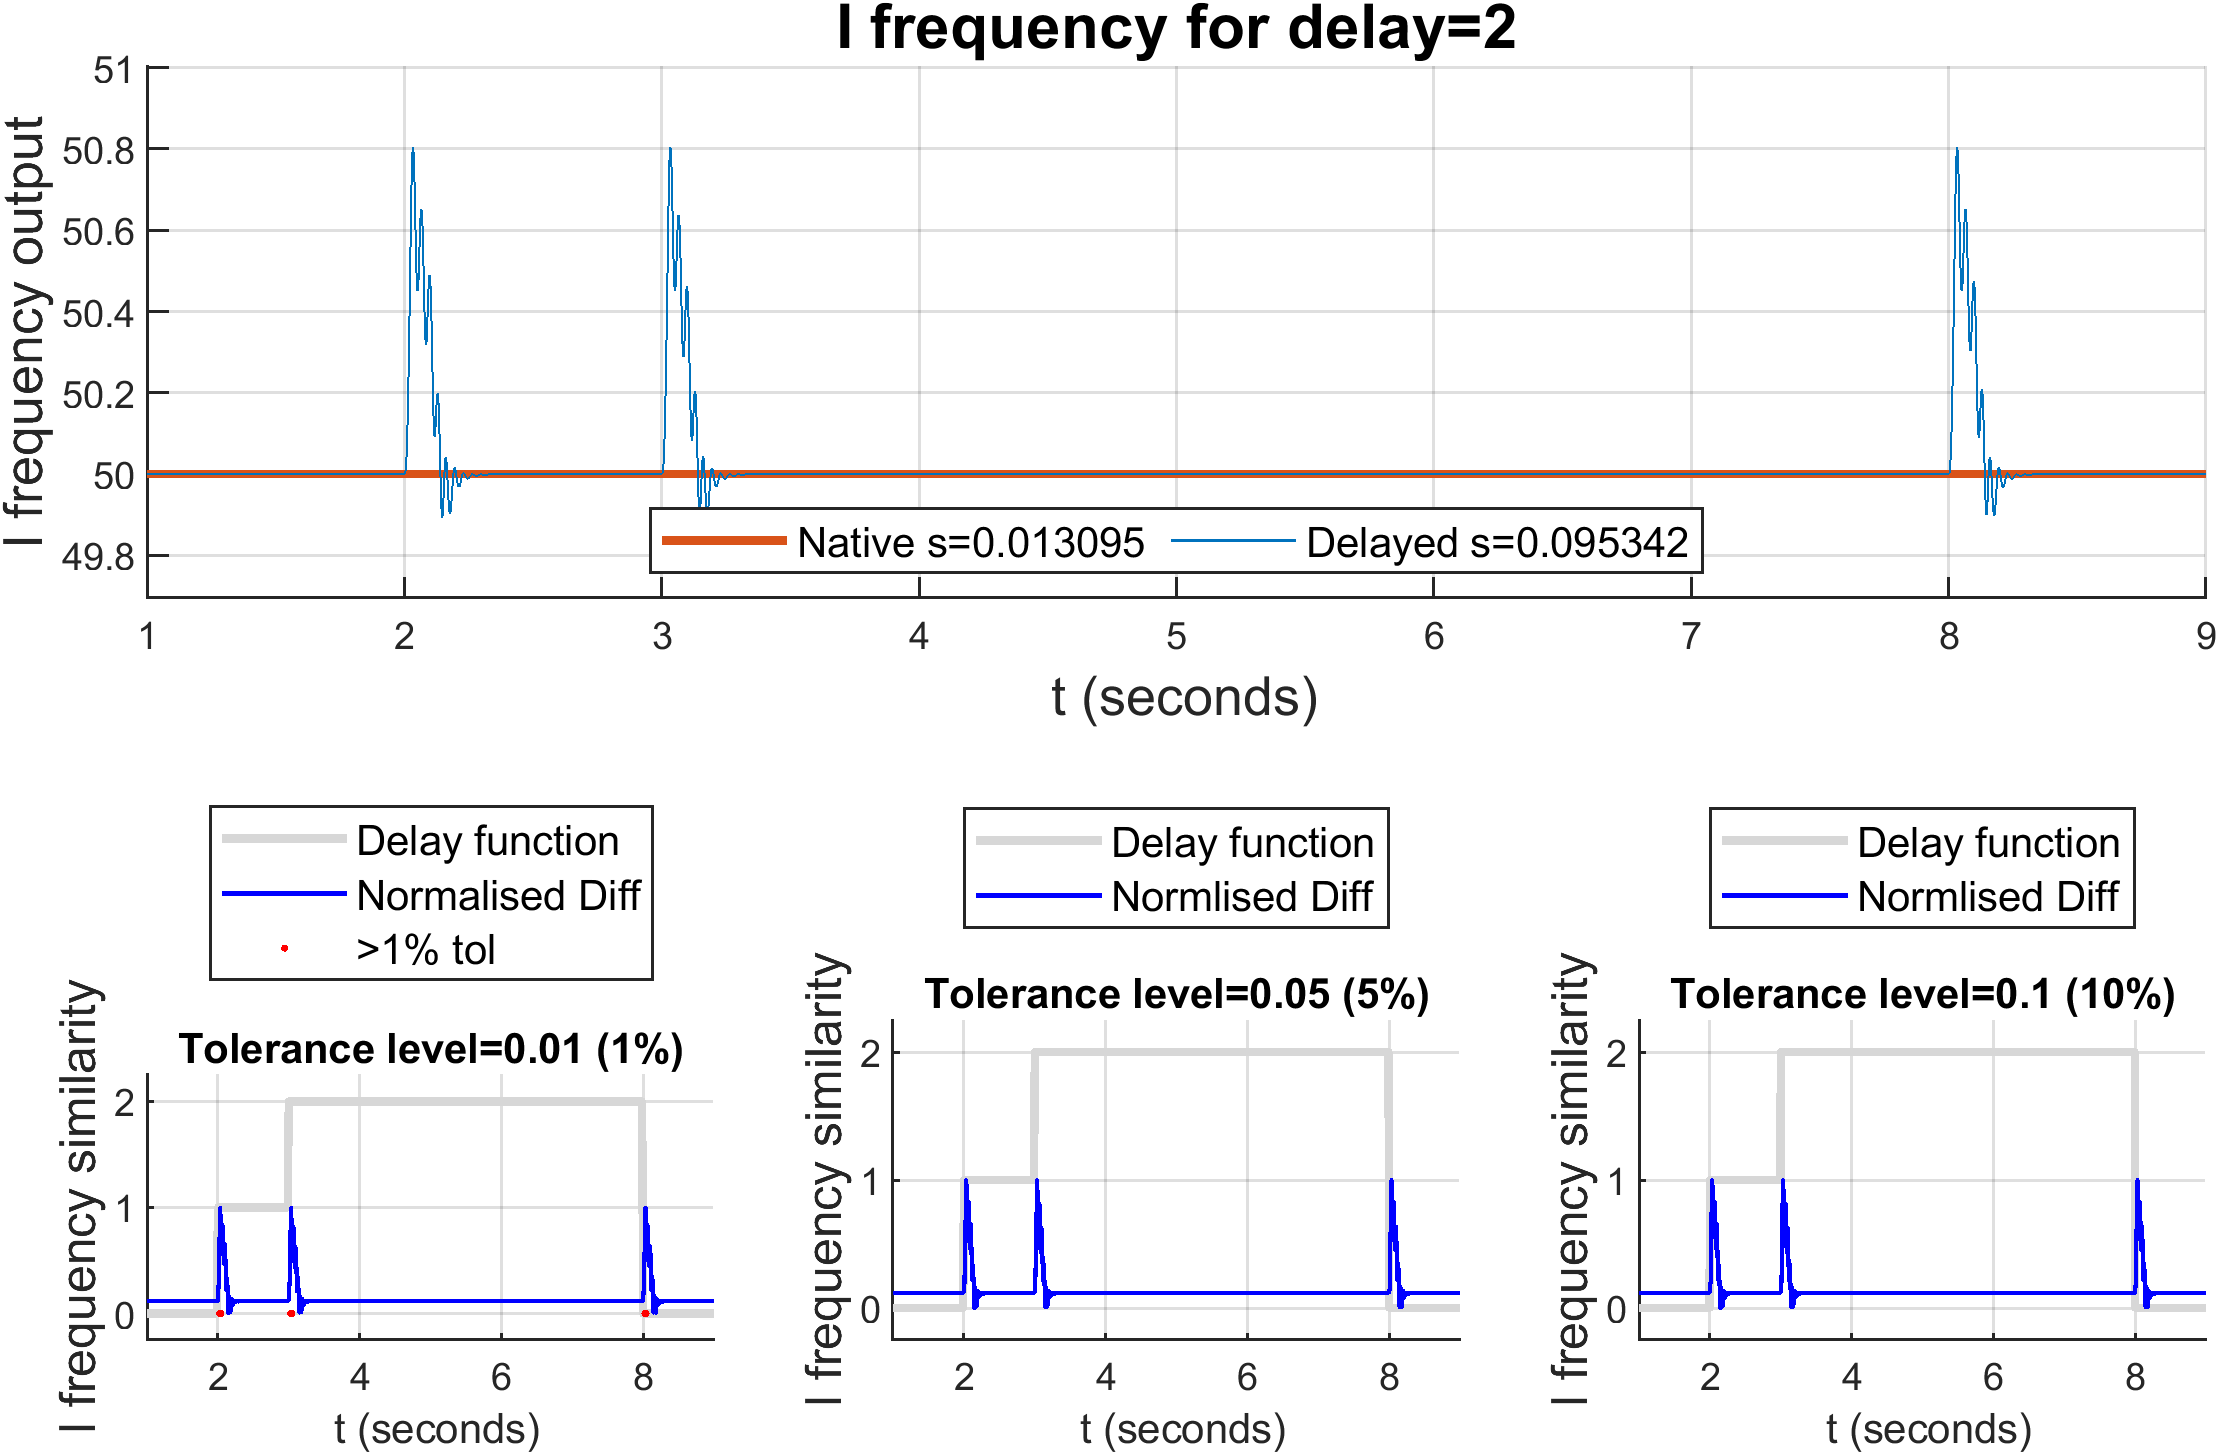 I frequency for delay=2
I frequency output
51
50.8
50.6
50.4
50.2
50
49.8
Native s=0.013095 Delayed s=0.095342
1 2 3 4 5 6 7 8 9
t (seconds)
Delay function
Normalised Diff
>1% tol
Tolerance level=0.01 (1%)
I frequency similarity
2
1
0
2 4 6 8
t (seconds)
Delay function
Normlised Diff
Tolerance level=0.05 (5%)
I frequency similarity
2
1
0
2 4 6 8
t (seconds)
Delay function
Normlised Diff
Tolerance level=0.1 (10%)
I frequency similarity
2
1
0
2 4 6 8
t (seconds)